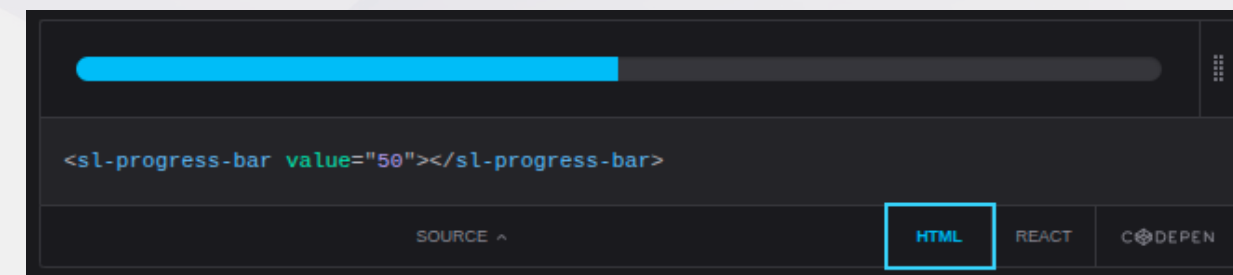 <sl-progress-bar value="50"></sl-progress-bar>
SOURCE HTML REACT CODEPEN